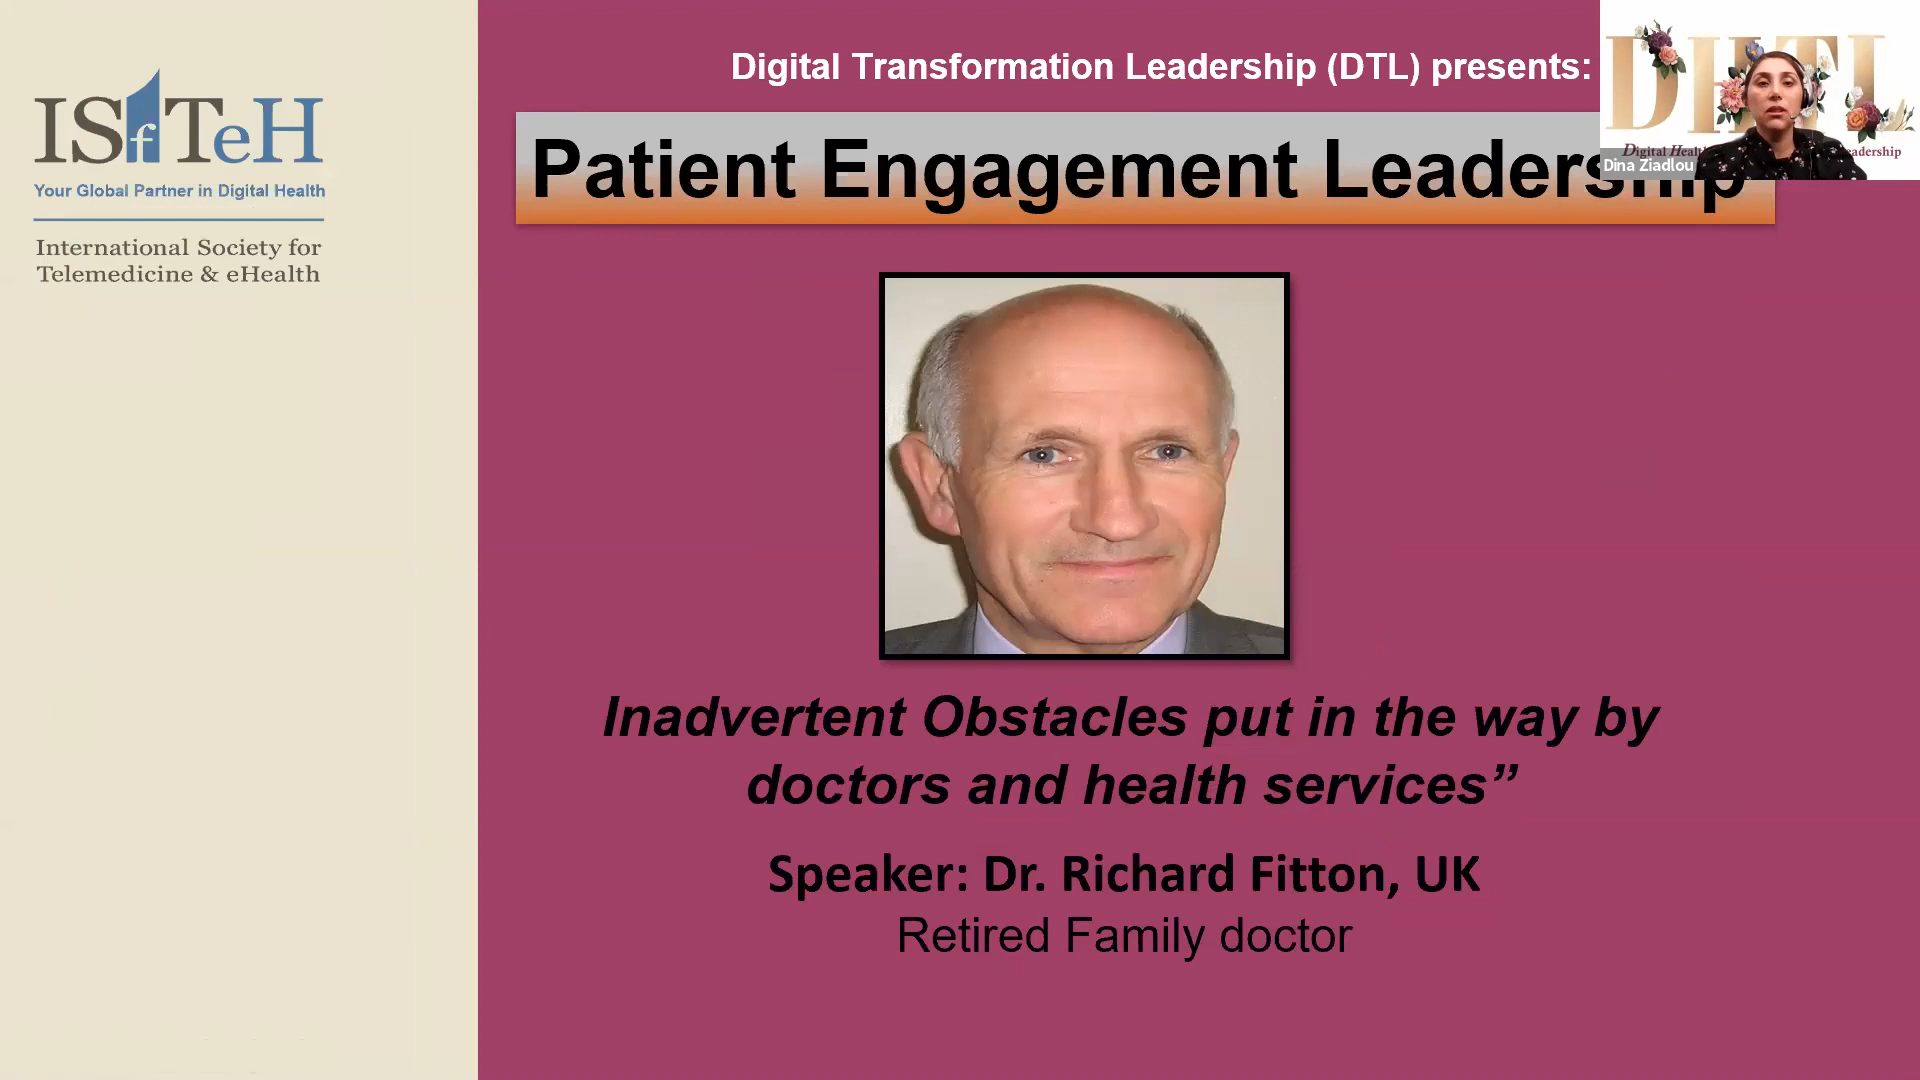 ISfTeH
Your Global Partner in Digital Health
International Society for
Telemedicine & eHealth
Digital Transformation Leadership (DTL) presents:
Patient Engagement Leadership
Inadvertent Obstacles put in the way by
doctors and health services”
Speaker: Dr. Richard Fitton, UK
Retired Family doctor
Digital
Dina Ziadlou